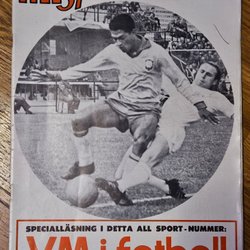 SPECIALLÄSNING I DETTA ALL SPORT-NUMMER:
VM i fotboll